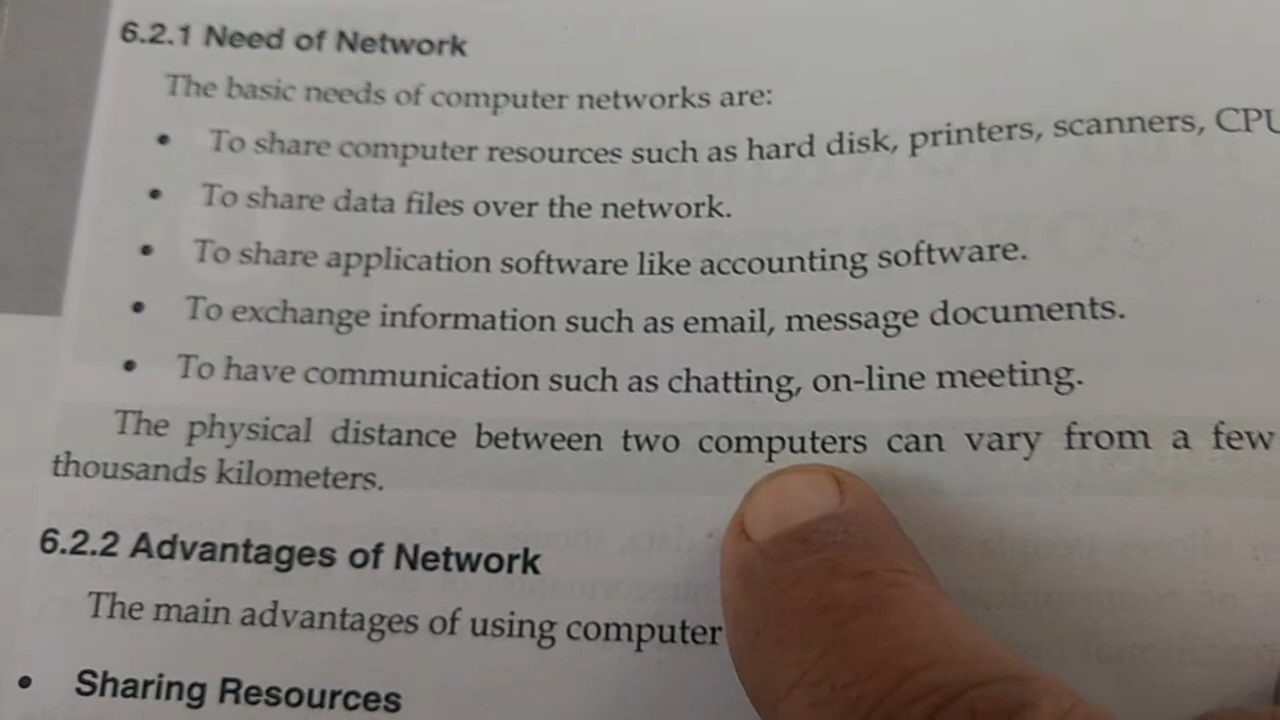 6.2.1 Need of Network
The basic needs of computer networks are:
• To share computer resources such as hard disk, printers, scanners, CPU
• To share data files over the network.
• To share application software like accounting software.
• To exchange information such as email, message documents.
• To have communication such as chatting, on-line meeting.
The physical distance between two computers can vary from a few
thousands kilometers.
6.2.2 Advantages of Network
The main advantages of using computer
• Sharing Resources